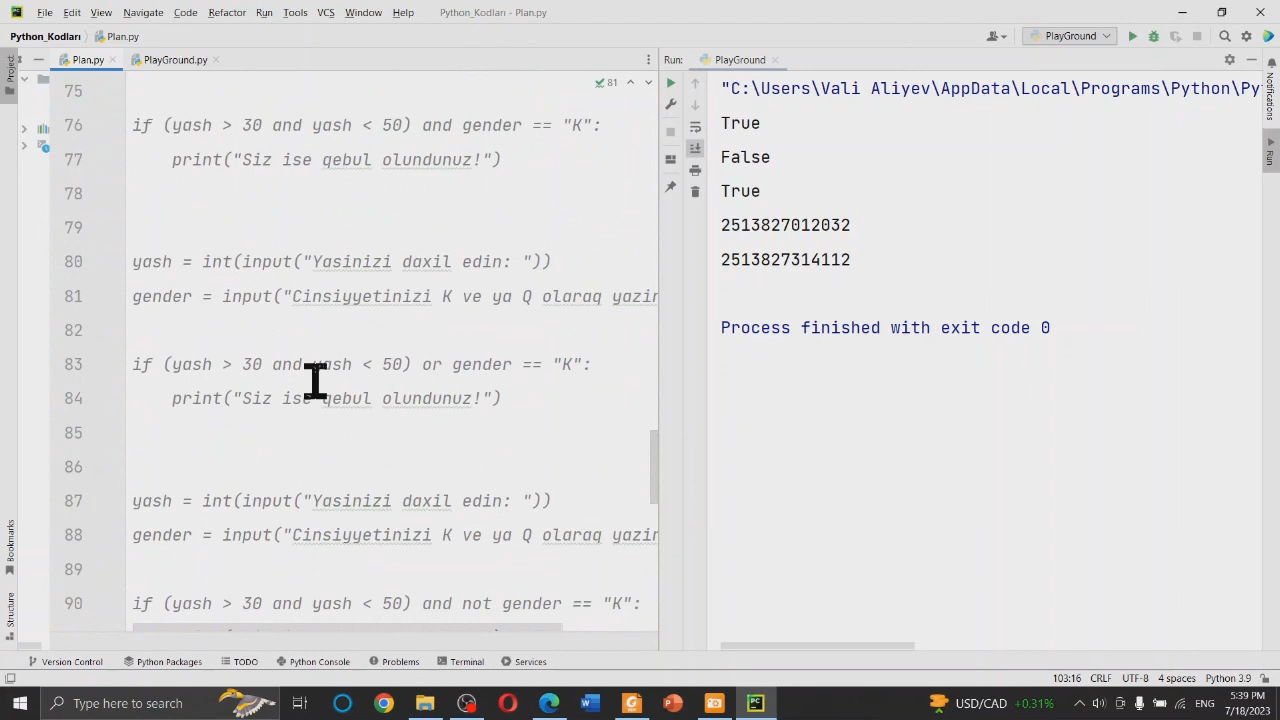 File Edit View Navigate Code Refactor Run Tools VCS Window Help Python_Kodları - Plan.py
Python_Kodları Plan.py PlayGround
Project Plan.py PlayGround.py Run: PlayGround Notifications
75 81 "C:\Users\Vali Aliyev\AppData\Local\Programs\Python\Py
76 if (yash > 30 and yash < 50) and gender == "K": True
77 print("Siz ise qebul olundunuz!") False Run
78 True
79 2513827012032
80 yash = int(input("Yasinizi daxil edin: ")) 2513827314112
81 gender = input("Cinsiyyetinizi K ve ya Q olaraq yazin
82 Process finished with exit code 0
83 if (yash > 30 and yash < 50) or gender == "K":
84 print("Siz ise qebul olundunuz!")
85
86
87 yash = int(input("Yasinizi daxil edin: "))
88 gender = input("Cinsiyyetinizi K ve ya Q olaraq yazin
89
90 if (yash > 30 and yash < 50) and not gender == "K":
Bookmarks
Structure
Version Control Python Packages TODO Python Console Problems Terminal Services
103:16 CRLF UTF-8 4 spaces Python 3.9
Type here to search USD/CAD +0.31% ENG 5:39 PM
7/18/2023